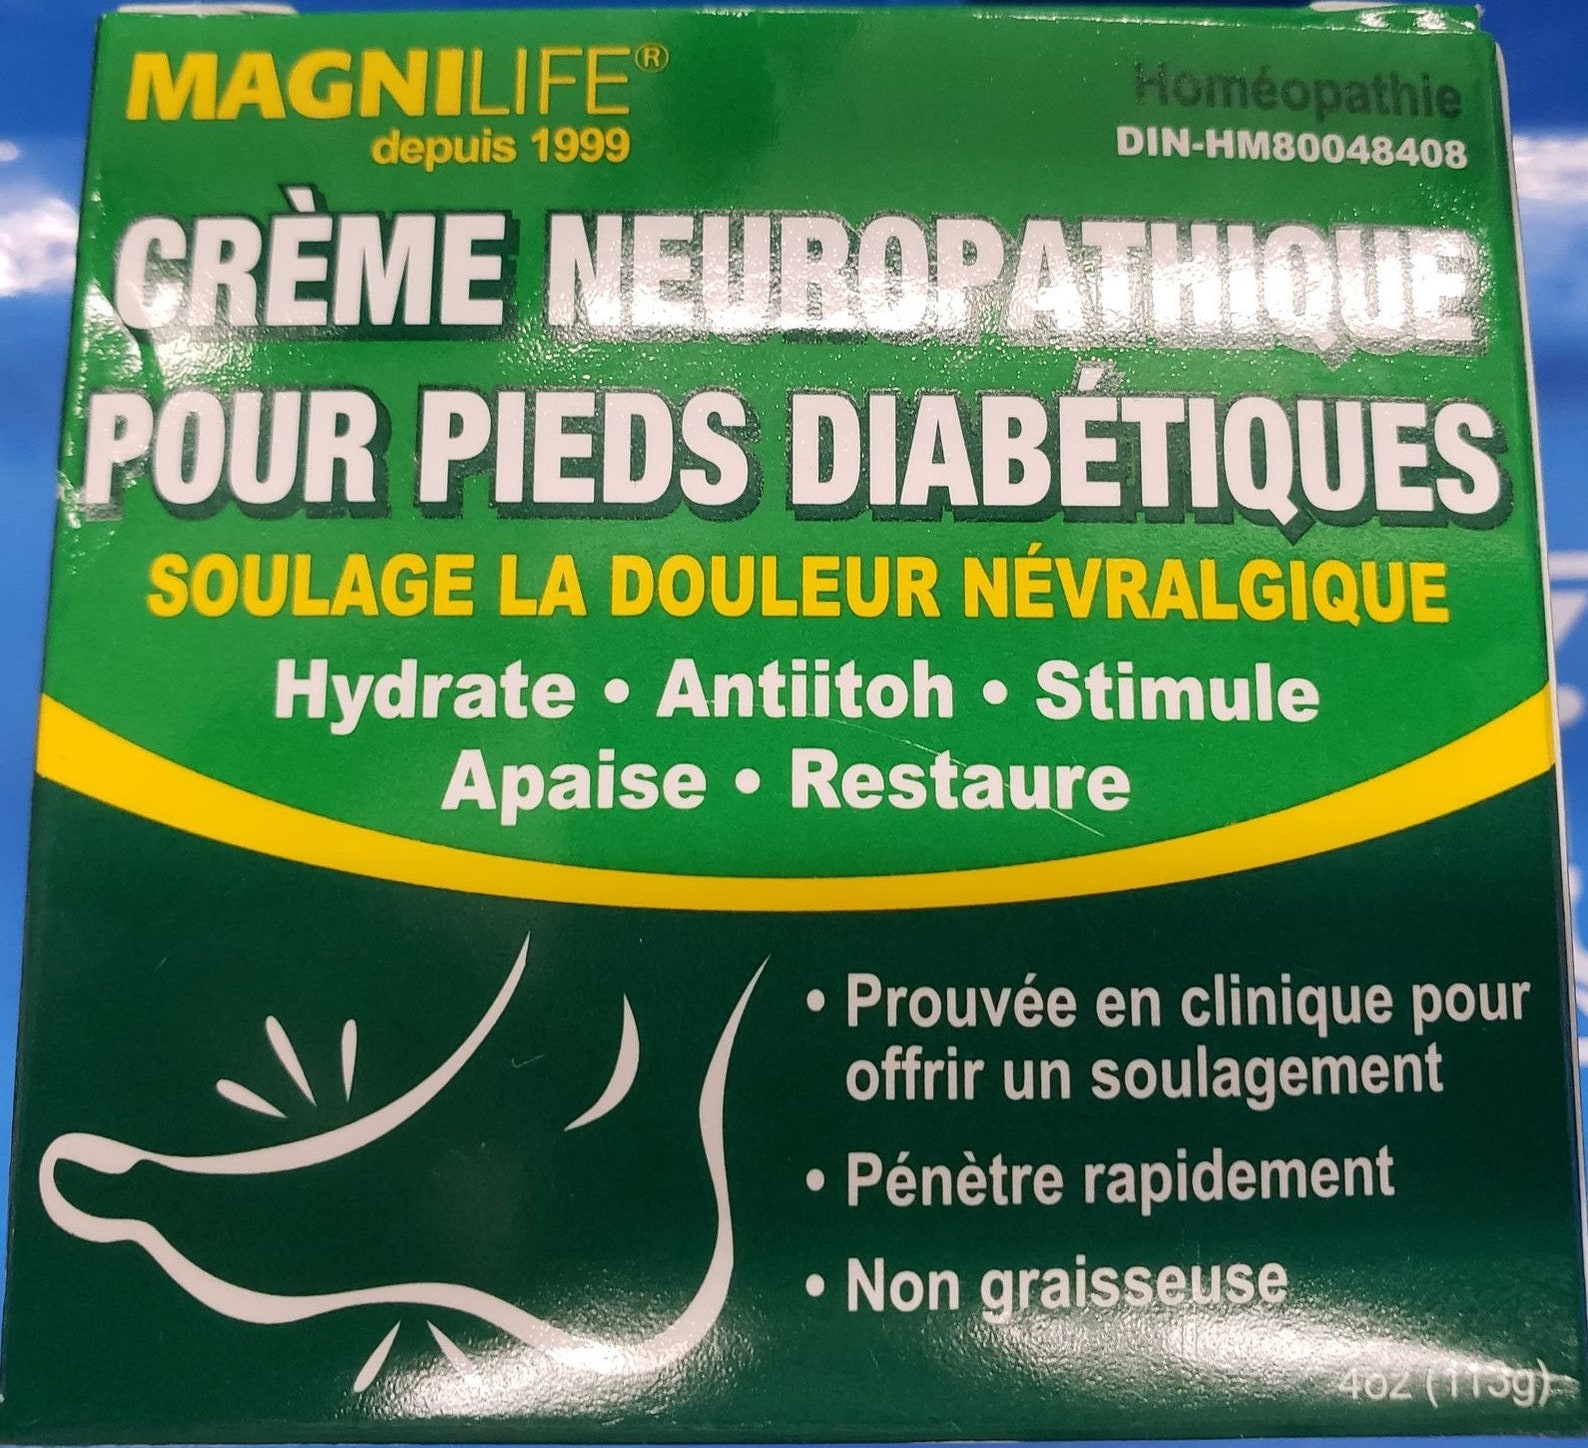 MAGNILIFE®
depuis 1999
Homéopathie
DIN-HM80048408
CRÈME NEUROPATHIQUE
POUR PIEDS DIABÉTIQUES
SOULAGE LA DOULEUR NÉVRALGIQUE
Hydrate • Antiitoh • Stimule
Apaise • Restaure
• Prouvée en clinique pour
offrir un soulagement
• Pénètre rapidement
• Non graisseuse
4oz (113g)